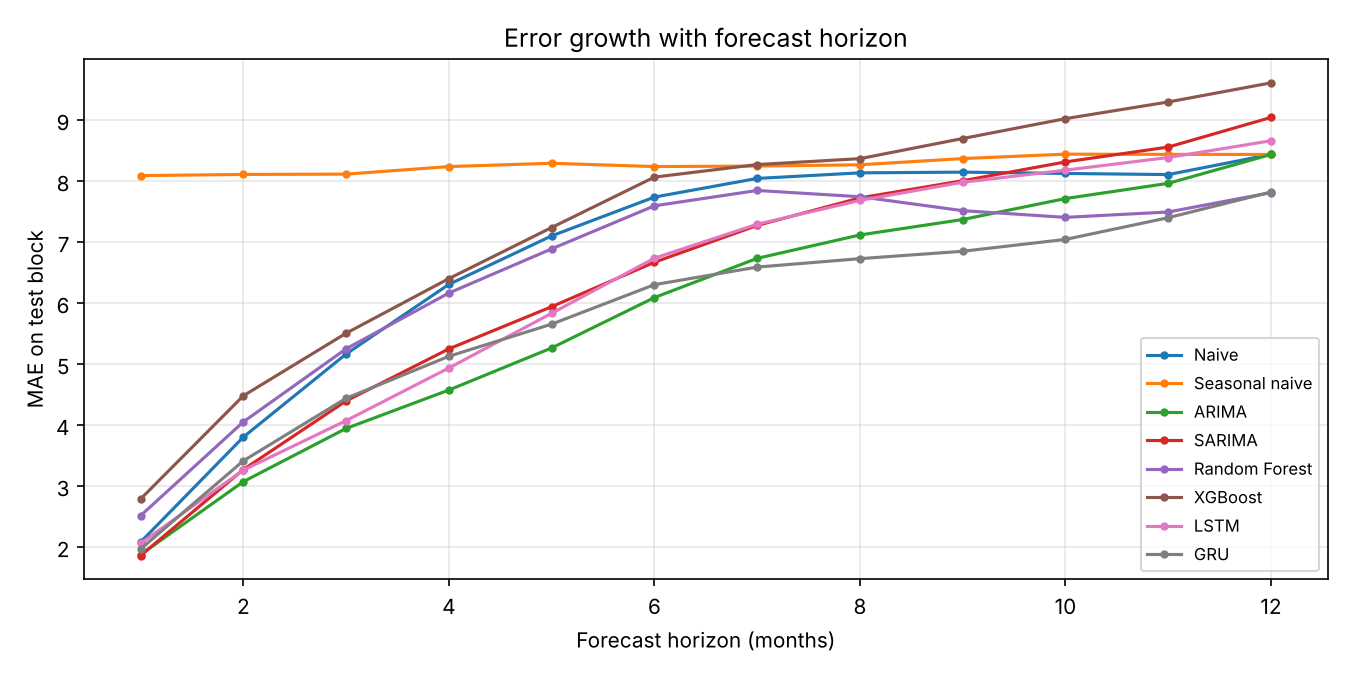 Error growth with forecast horizon
MAE on test block
9
8
7
6
5
4
3
2
2 4 6 8 10 12
Forecast horizon (months)
Naive
Seasonal naive
ARIMA
SARIMA
Random Forest
XGBoost
LSTM
GRU